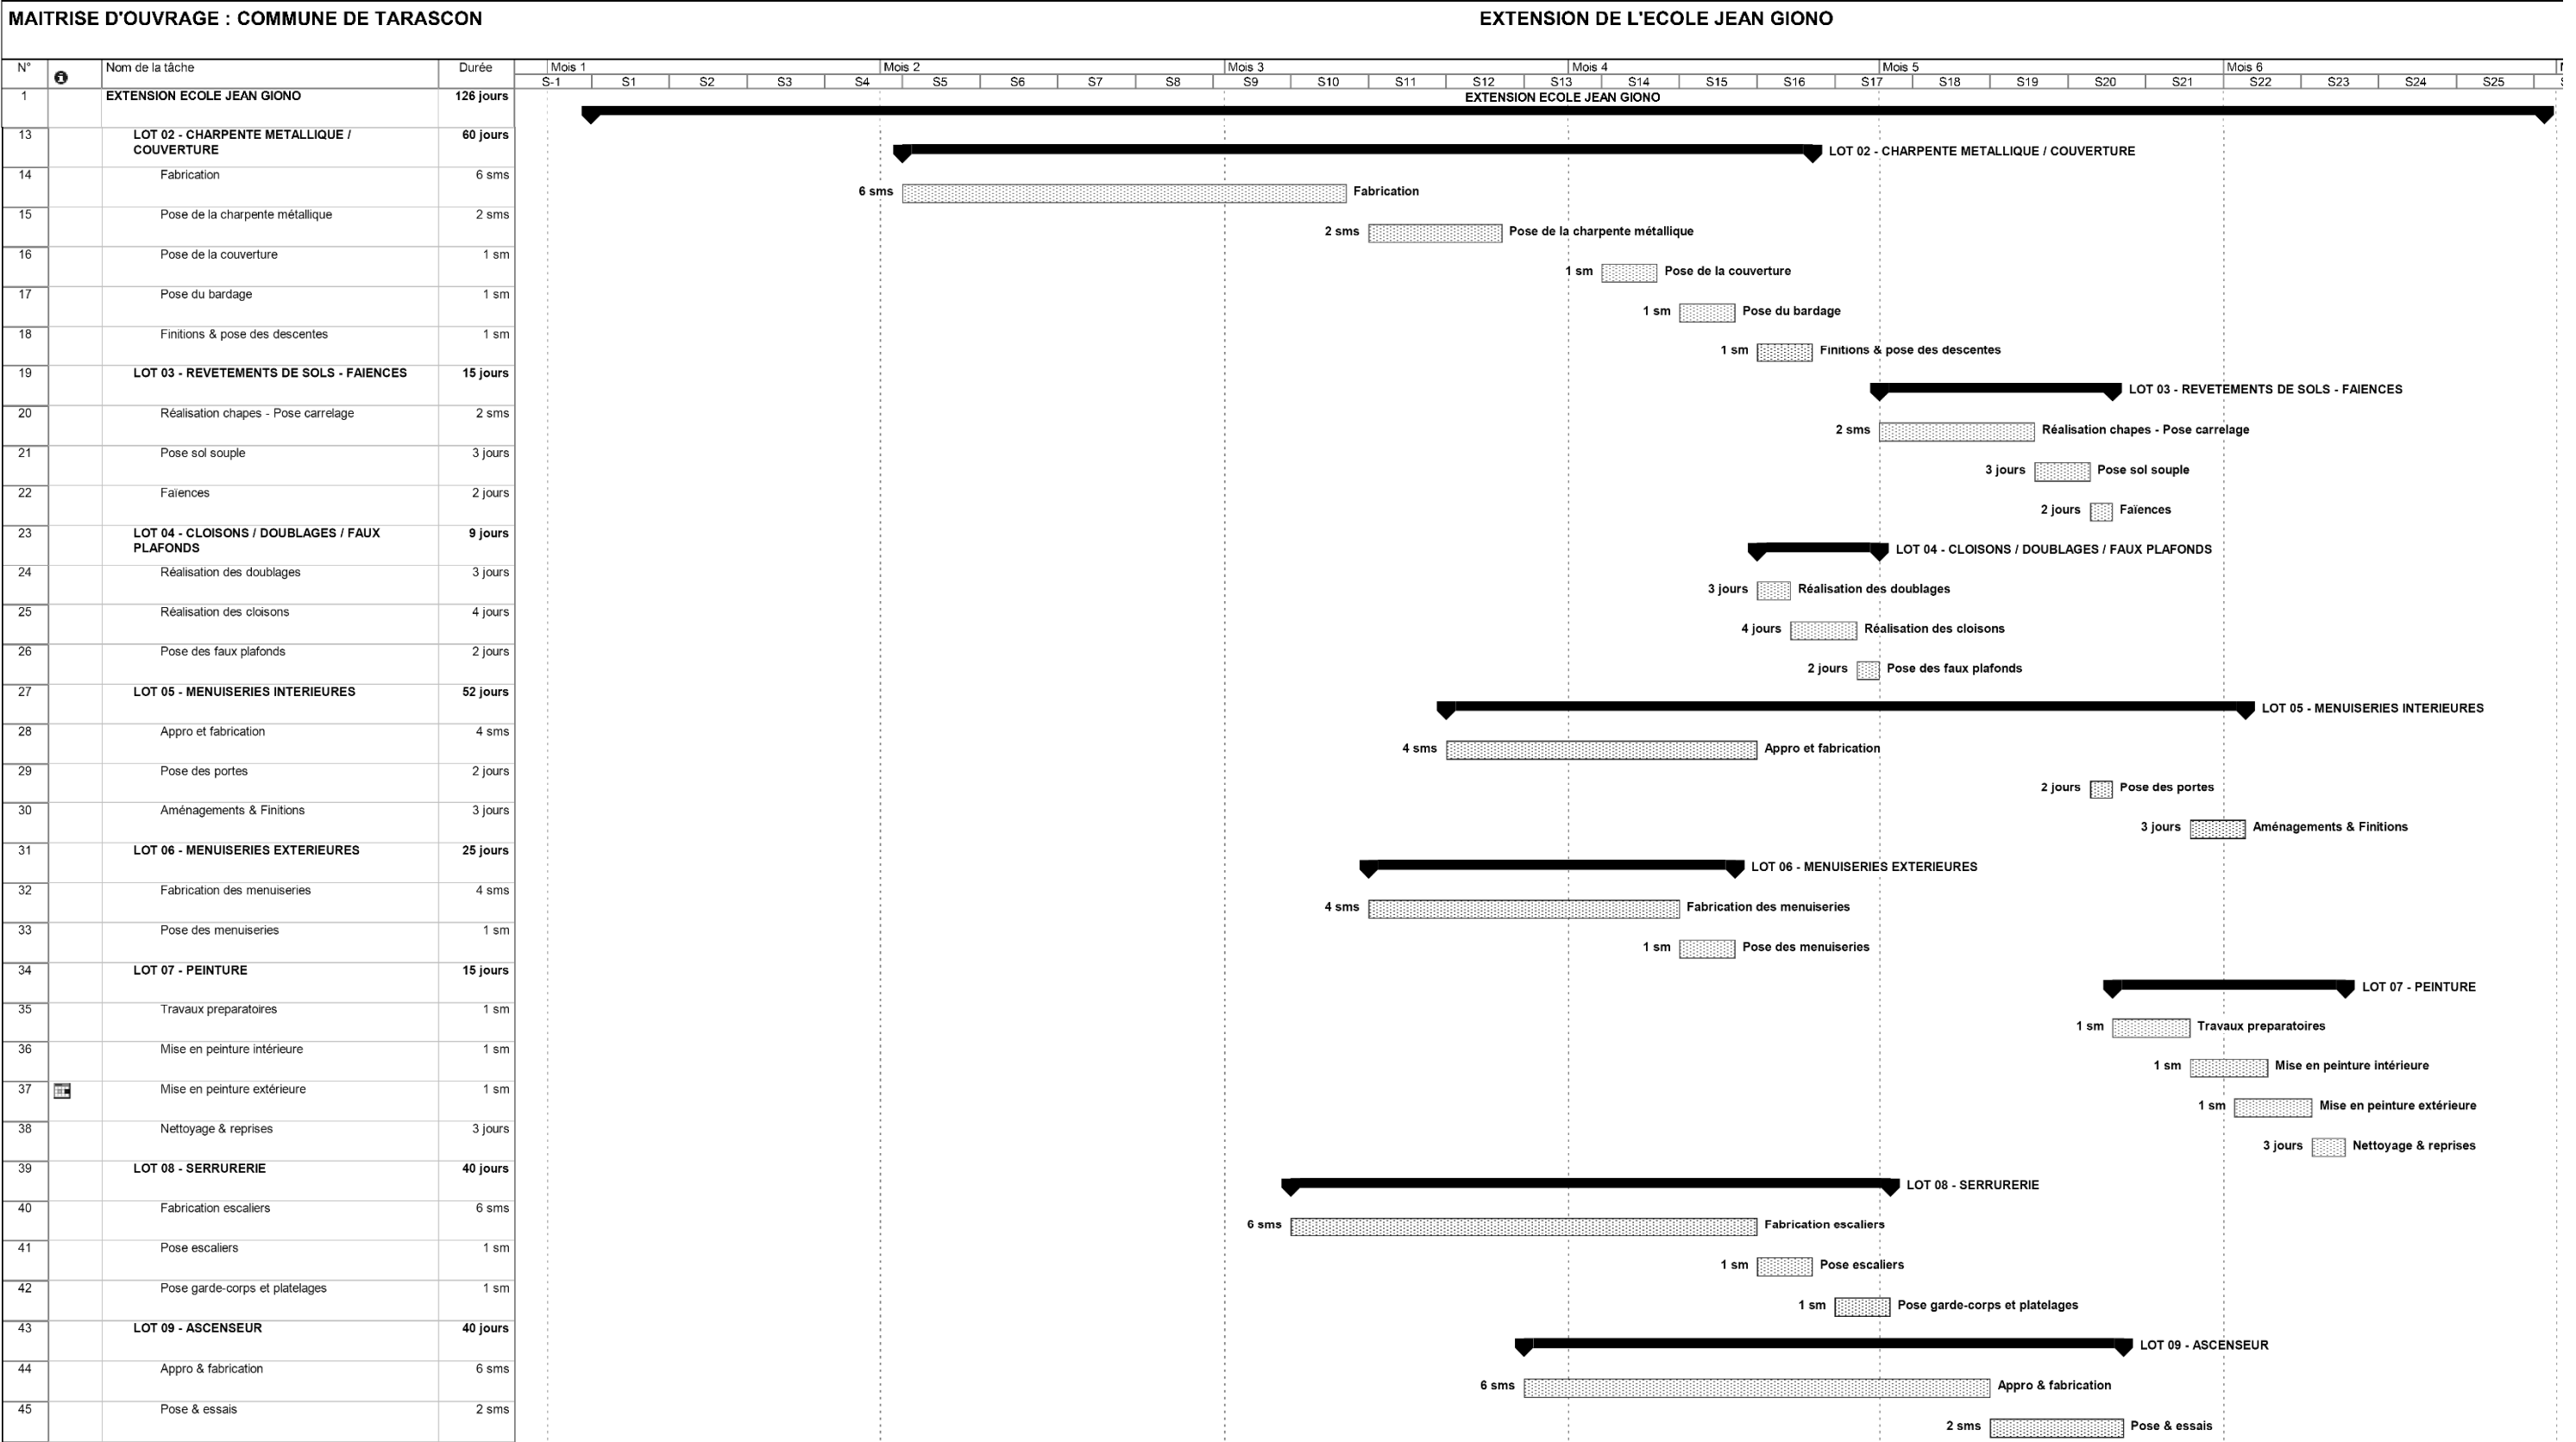 MAITRISE D'OUVRAGE : COMMUNE DE TARASCON
EXTENSION DE L'ECOLE JEAN GIONO
N° Nom de la tâche Durée Mois 1 Mois 2 Mois 3 Mois 4 Mois 5 Mois 6
S-1 S1 S2 S3 S4 S5 S6 S7 S8 S9 S10 S11 S12 S13 S14 S15 S16 S17 S18 S19 S20 S21 S22 S23 S24 S25
1 EXTENSION ECOLE JEAN GIONO 126 jours EXTENSION ECOLE JEAN GIONO
13 LOT 02 - CHARPENTE METALLIQUE / 60 jours
COUVERTURE LOT 02 - CHARPENTE METALLIQUE / COUVERTURE
14 Fabrication 6 sms 6 sms Fabrication
15 Pose de la charpente métallique 2 sms 2 sms Pose de la charpente métallique
16 Pose de la couverture 1 sm 1 sm Pose de la couverture
17 Pose du bardage 1 sm 1 sm Pose du bardage
18 Finitions & pose des descentes 1 sm 1 sm Finitions & pose des descentes
19 LOT 03 - REVETEMENTS DE SOLS - FAIENCES 15 jours LOT 03 - REVETEMENTS DE SOLS - FAIENCES
20 Réalisation chapes - Pose carrelage 2 sms 2 sms Réalisation chapes - Pose carrelage
21 Pose sol souple 3 jours 3 jours Pose sol souple
22 Faïences 2 jours 2 jours Faïences
23 LOT 04 - CLOISONS / DOUBLAGES / FAUX 9 jours
PLAFONDS LOT 04 - CLOISONS / DOUBLAGES / FAUX PLAFONDS
24 Réalisation des doublages 3 jours 3 jours Réalisation des doublages
25 Réalisation des cloisons 4 jours 4 jours Réalisation des cloisons
26 Pose des faux plafonds 2 jours 2 jours Pose des faux plafonds
27 LOT 05 - MENUISERIES INTERIEURES 52 jours LOT 05 - MENUISERIES INTERIEURES
28 Appro et fabrication 4 sms 4 sms Appro et fabrication
29 Pose des portes 2 jours 2 jours Pose des portes
30 Aménagements & Finitions 3 jours 3 jours Aménagements & Finitions
31 LOT 06 - MENUISERIES EXTERIEURES 25 jours LOT 06 - MENUISERIES EXTERIEURES
32 Fabrication des menuiseries 4 sms 4 sms Fabrication des menuiseries
33 Pose des menuiseries 1 sm 1 sm Pose des menuiseries
34 LOT 07 - PEINTURE 15 jours LOT 07 - PEINTURE
35 Travaux preparatoires 1 sm 1 sm Travaux preparatoires
36 Mise en peinture intérieure 1 sm 1 sm Mise en peinture intérieure
37 Mise en peinture extérieure 1 sm 1 sm Mise en peinture extérieure
38 Nettoyage & reprises 3 jours 3 jours Nettoyage & reprises
39 LOT 08 - SERRURERIE 40 jours LOT 08 - SERRURERIE
40 Fabrication escaliers 6 sms 6 sms Fabrication escaliers
41 Pose escaliers 1 sm 1 sm Pose escaliers
42 Pose garde-corps et platelages 1 sm 1 sm Pose garde-corps et platelages
43 LOT 09 - ASCENSEUR 40 jours LOT 09 - ASCENSEUR
44 Appro & fabrication 6 sms 6 sms Appro & fabrication
45 Pose & essais 2 sms 2 sms Pose & essais